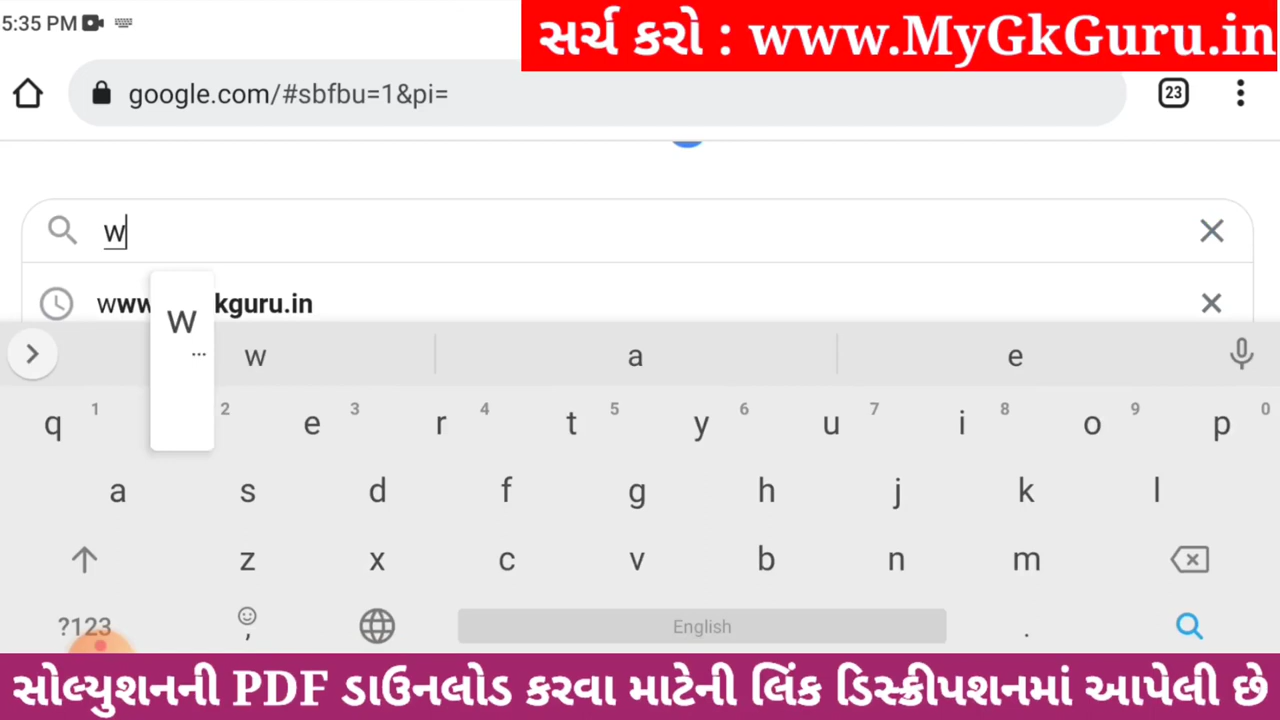 5:35 PM
સર્ચ કરો : www.MyGkGuru.in
google.com/#sbfbu=1&pi=
23
w
www kguru.in
w
...
w a e
q 1 2 e 3 r 4 t 5 y 6 u 7 i 8 o 9 p 0
a s d f g h j k l
z x c v b n m
?123 , English .
સોલ્યુશનની PDF ડાઉનલોડ કરવા માટેની લિંક ડિસ્ક્રીપશનમાં આપેલી છે